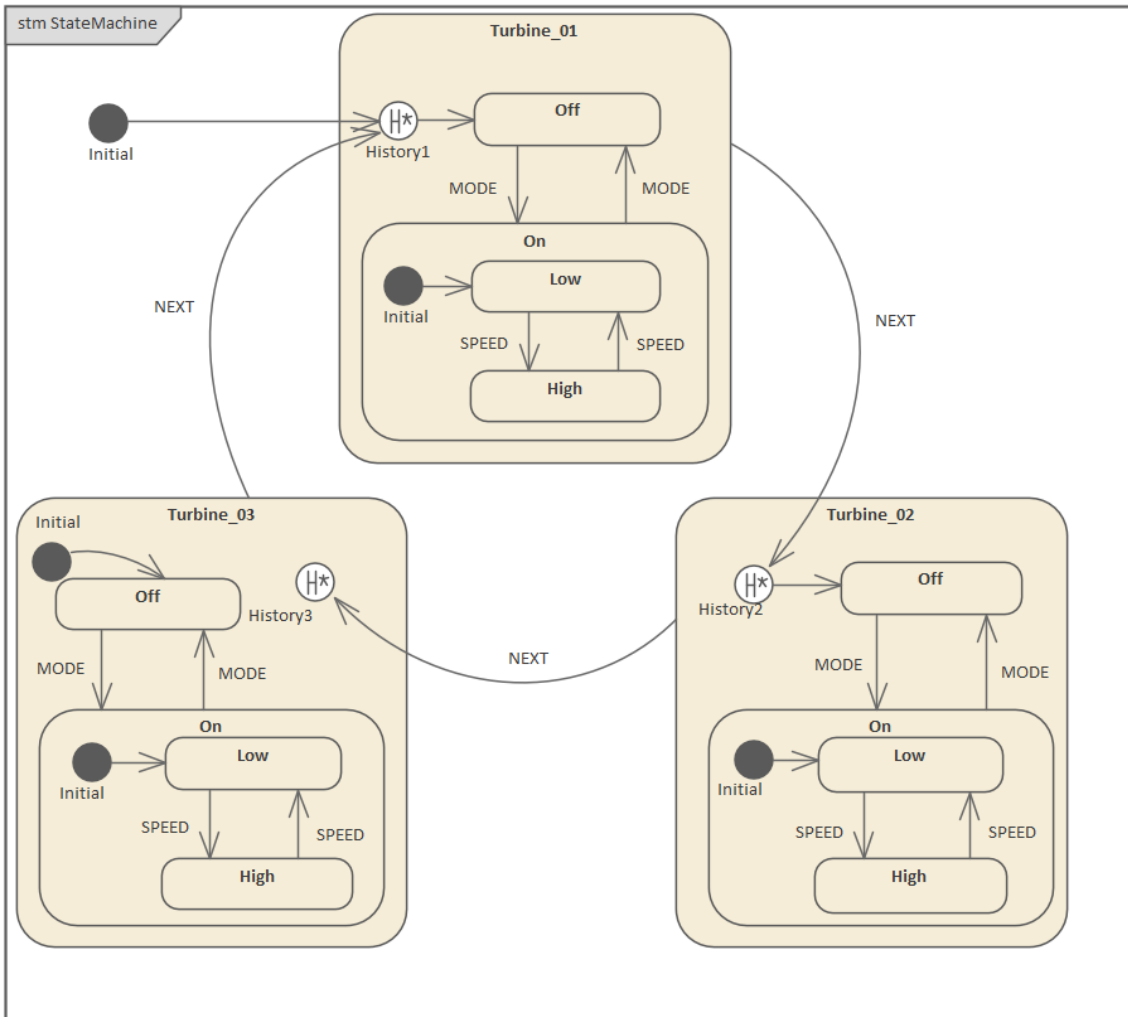 stm StateMachine
Turbine_01
Initial
H*
History1
Off
MODE
MODE
On
Initial
Low
SPEED
SPEED
High
NEXT
NEXT
Turbine_03
Initial
Off
H*
History3
MODE
MODE
On
Initial
Low
SPEED
SPEED
High
NEXT
Turbine_02
H*
History2
Off
MODE
MODE
On
Initial
Low
SPEED
SPEED
High